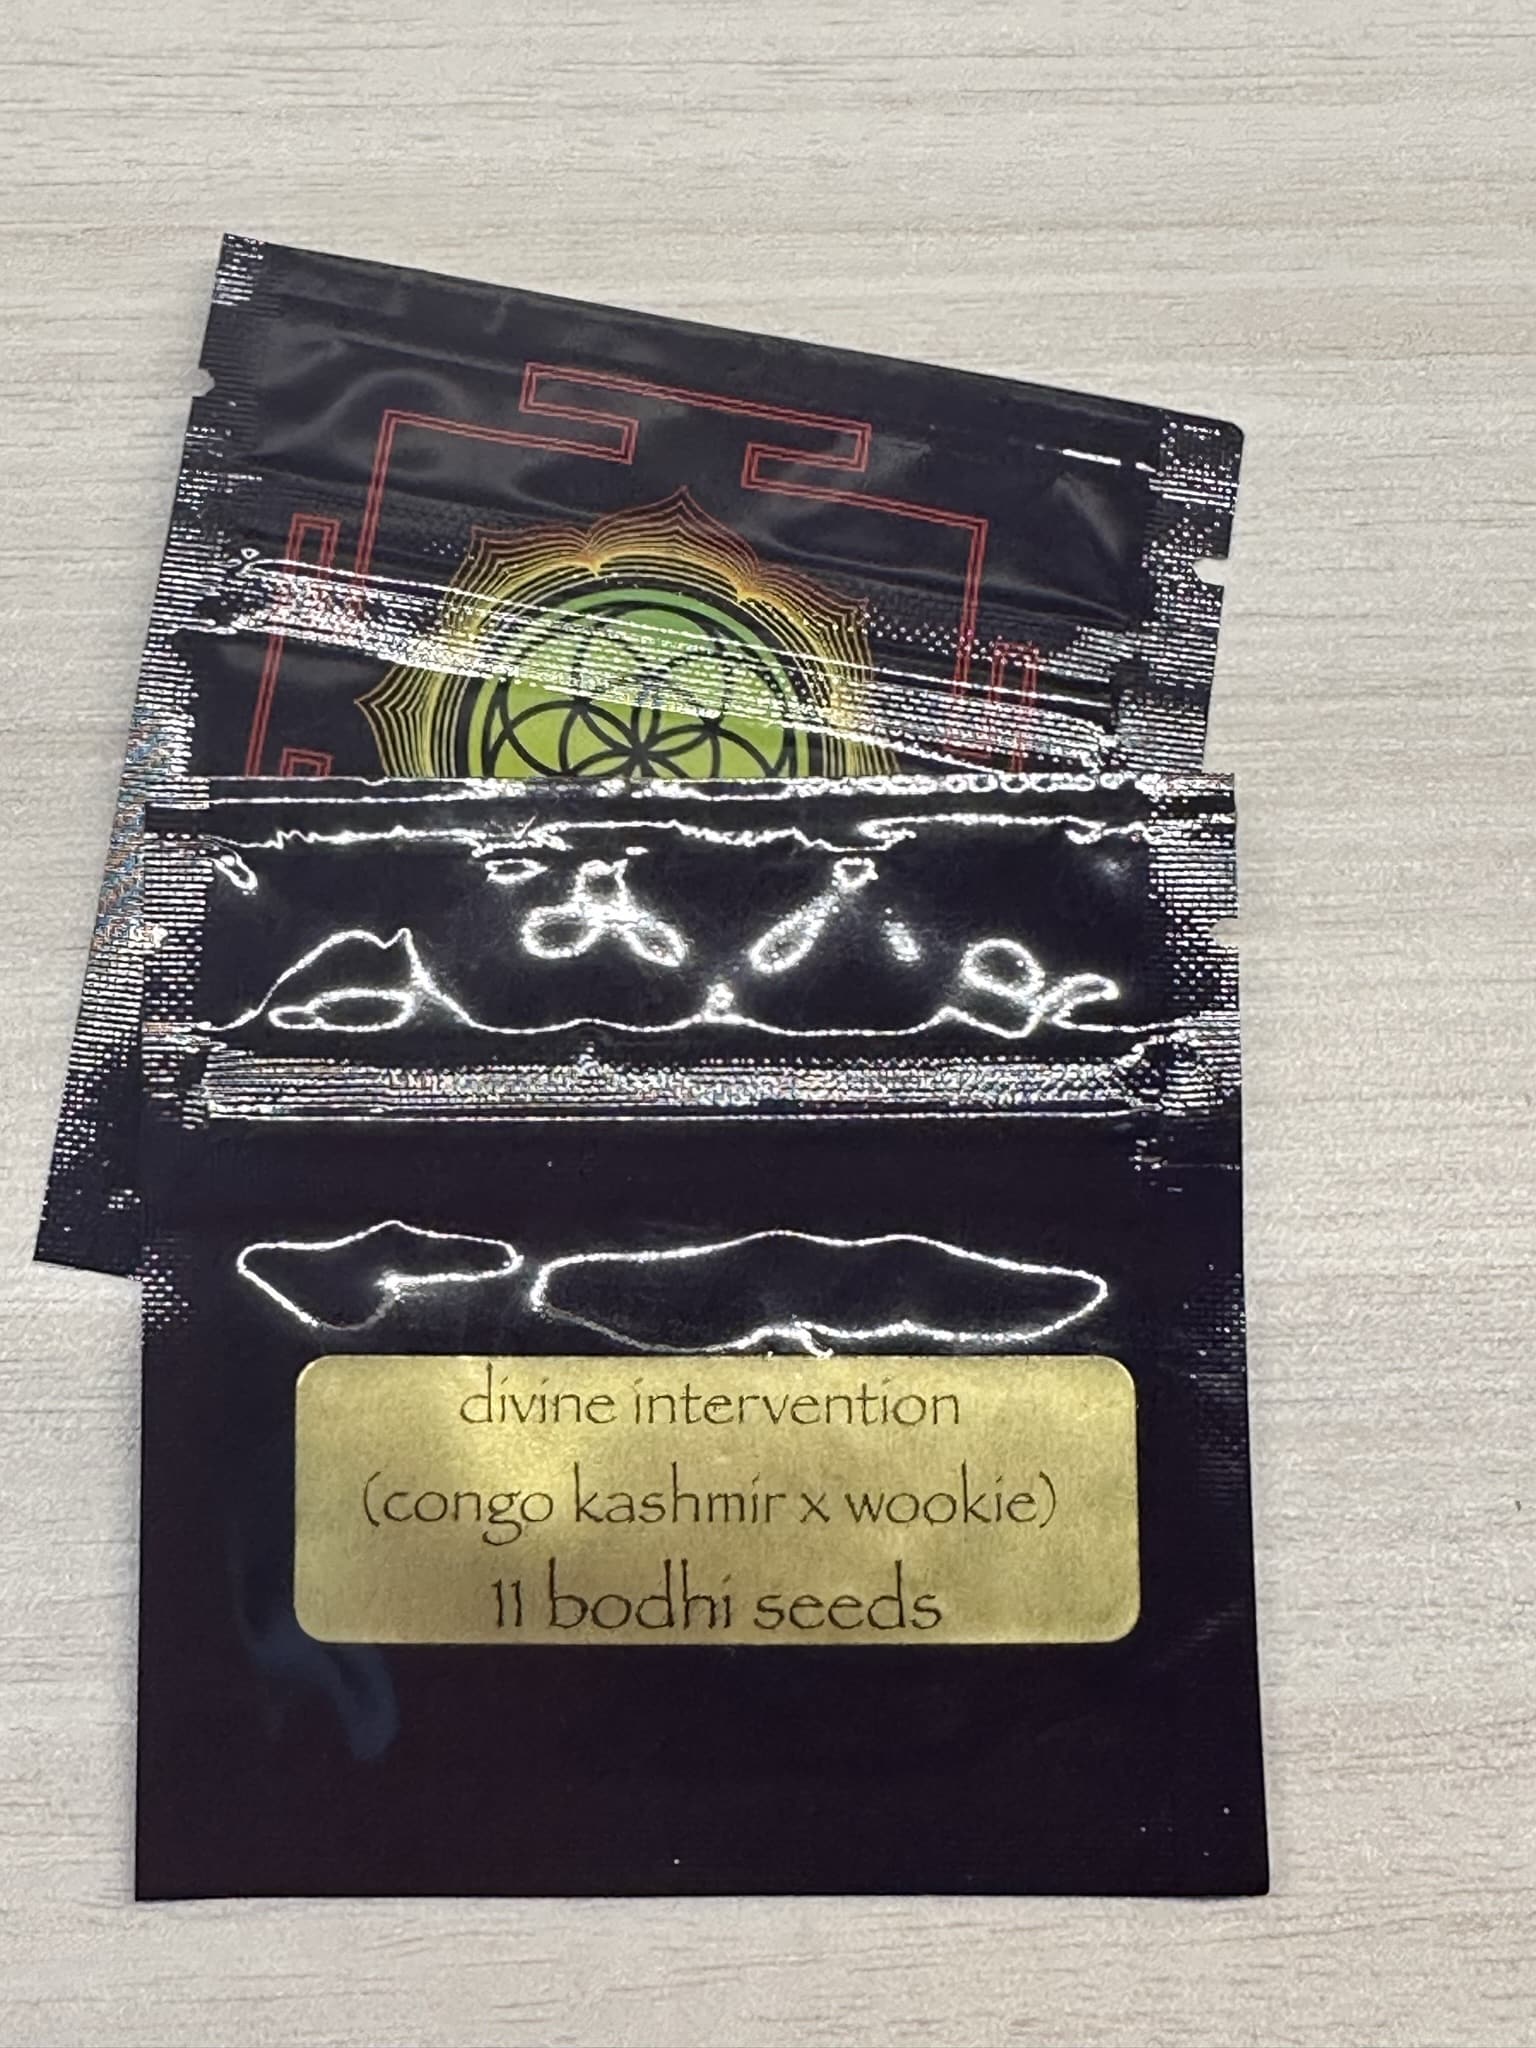 divine intervention
(congo kashmir x wookie)
11 bodhi seeds